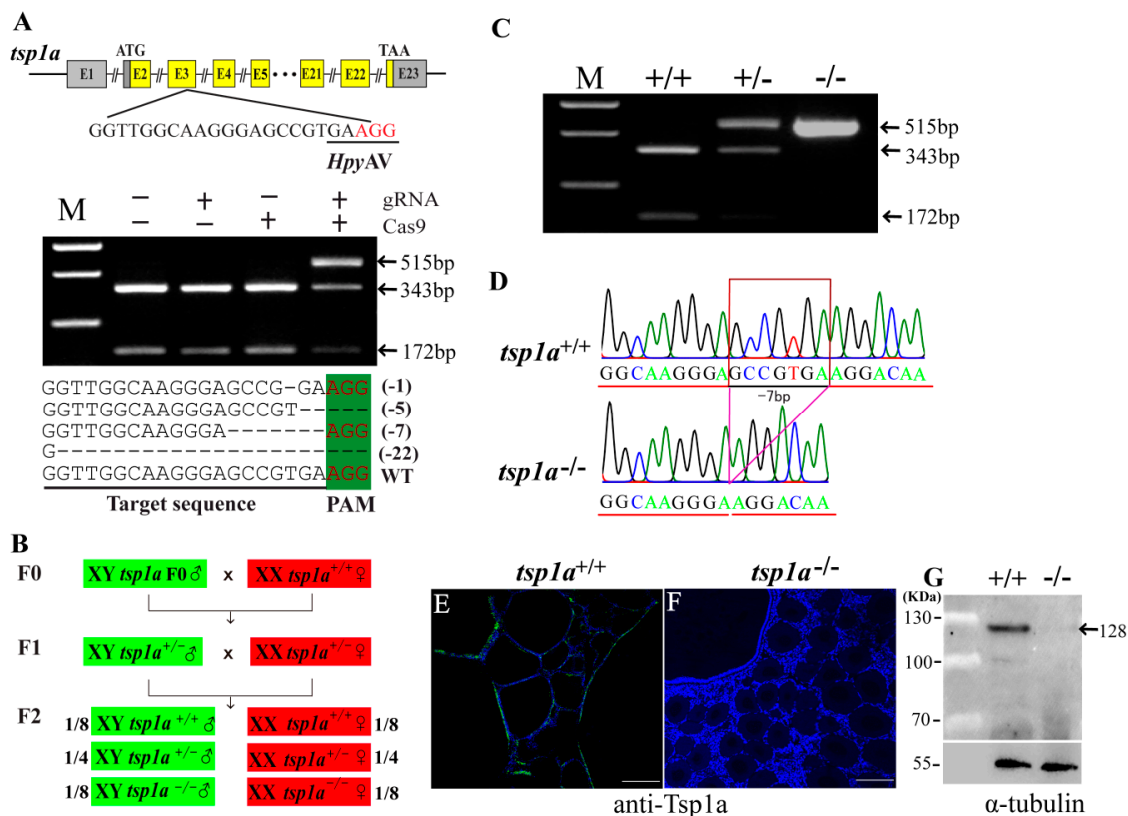 A
tsp1a
ATG
TAA
E1 E2 E3 E4 E5 E21 E22 E23
GGTTGGCAAGGGAGCCGTGAAGG
HpyAV
M
− + − + gRNA
− − + + Cas9
←515bp
←343bp
←172bp
GGTTGGCAAGGGAGCCG-GAAGG (-1)
GGTTGGCAAGGGAGCCGT----- (-5)
GGTTGGCAAGGGA-------AGG (-7)
G---------------------- (-22)
GGTTGGCAAGGGAGCCGTGAAGG WT
Target sequence PAM
B
F0 XY tsp1a F0♂ x XX tsp1a+/+♀
F1 XY tsp1a+/-♂ x XX tsp1a+/-♀
F2
1/8 XY tsp1a +/+♂ XX tsp1a+/+♀ 1/8
1/4 XY tsp1a +/-♂ XX tsp1a+/-♀ 1/4
1/8 XY tsp1a -/-♂ XX tsp1a-/-♀ 1/8
C
M +/+ +/- -/-
←515bp
←343bp
←172bp
D
tsp1a+/+
GGCAAGGGAGCCGTGAAGGACAA
-7bp
tsp1a-/-
GGCAAGGGAAGGACAA
tsp1a+/+ tsp1a-/-
E F
anti-Tsp1a
G
+/+ -/-
(KDa)
130
←128
100
70
55
α-tubulin